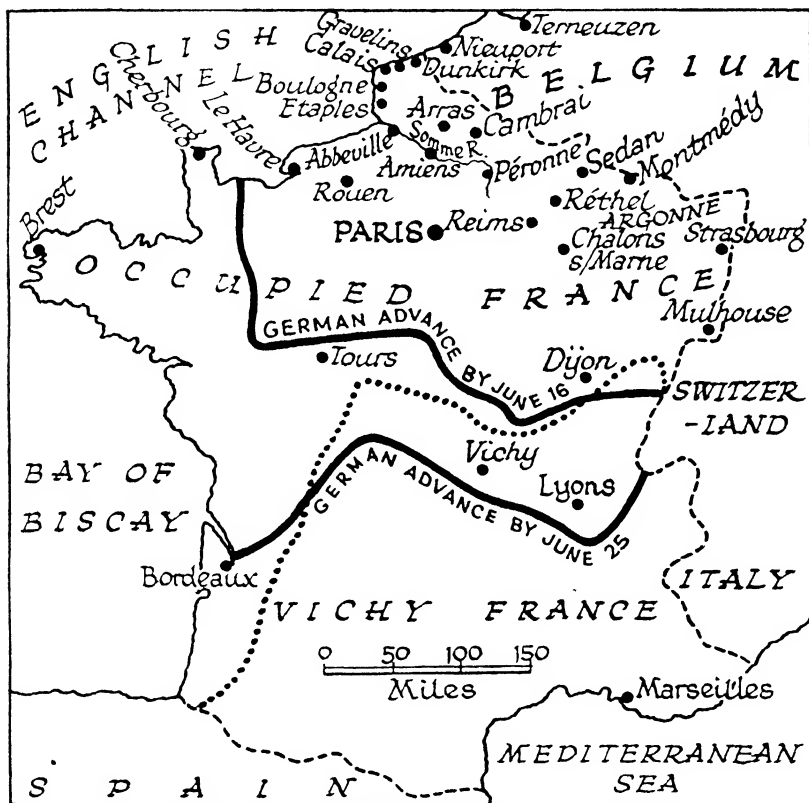 ENGLISH CHANNEL
Gravelins
Calais
Terneuzen
Nieuport
Dunkirk
BELGIUM
Cherbourg
Le Havre
Boulogne
Etaples
Arras
Cambrai
Abbeville
Somme R.
Amiens
Péronne
Sedan
Montmédy
Rouen
Réthel
ARGONNE
Brest
PARIS
Reims
Chalons
s/Marne
Strasbourg
OCCUPIED FRANCE
Mulhouse
GERMAN ADVANCE BY JUNE 16
Tours
Dijon
SWITZER
-LAND
Vichy
BAY OF
BISCAY
GERMAN ADVANCE BY JUNE 25
Lyons
Bordeaux
ITALY
VICHY FRANCE
0 50 100 150
Miles
Marseilles
MEDITERRANEAN
SEA
SPAIN